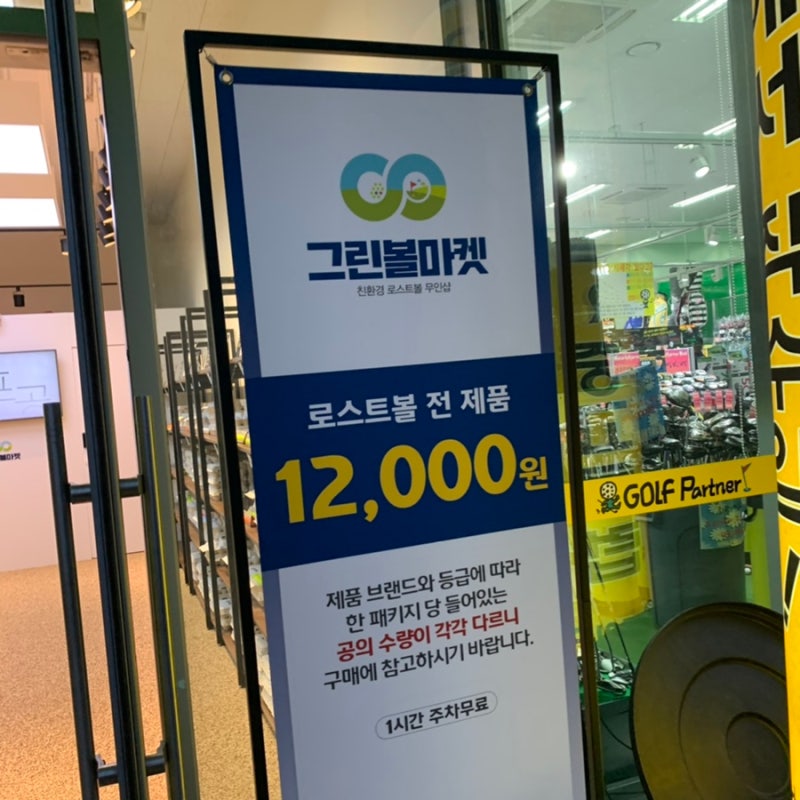 그린볼마켓
친환경 로스트볼 무인샵
로스트볼 전 제품
12,000원
제품 브랜드와 등급에 따라
한 패키지 당 들어있는
공의 수량이 각각 다르니
구매에 참고하시기 바랍니다.
1시간 주차무료
GOLF Partner
볼마켓